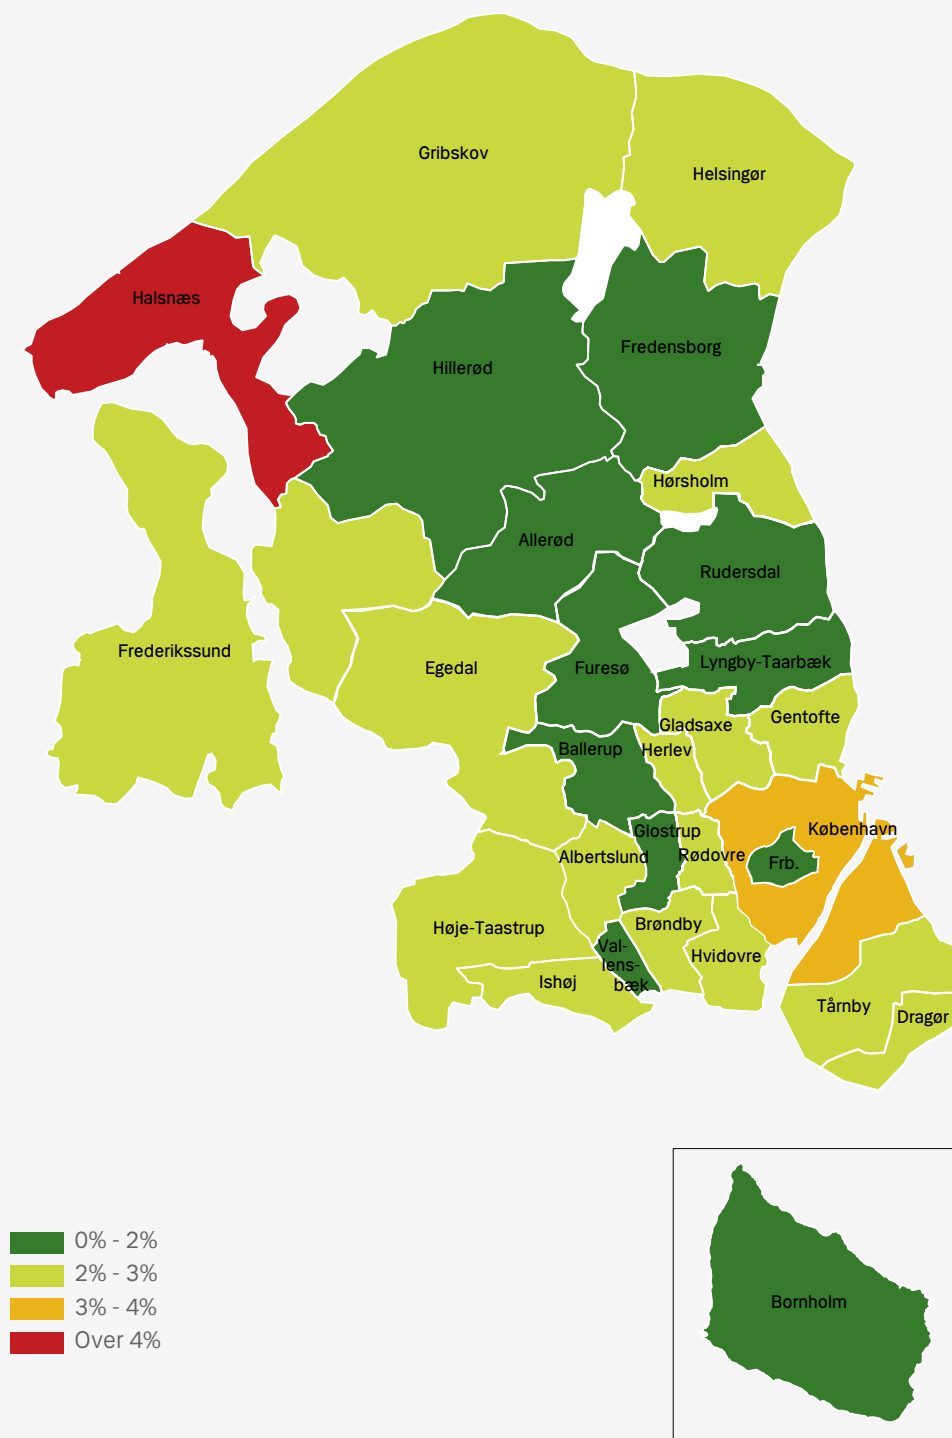 Gribskov
Helsingør
Halsnæs
Fredensborg
Hillerød
Hørsholm
Allerød
Rudersdal
Frederikssund
Egedal
Furesø
Lyngby-Taarbæk
Gladsaxe
Gentofte
Ballerup
Herlev
Glostrup
København
Albertslund
Rødovre
Frb.
Høje-Taastrup
Brøndby
Val-
lens-
bæk
Hvidovre
Ishøj
Tårnby
Dragør
0% - 2%
2% - 3%
3% - 4%
Over 4%
Bornholm